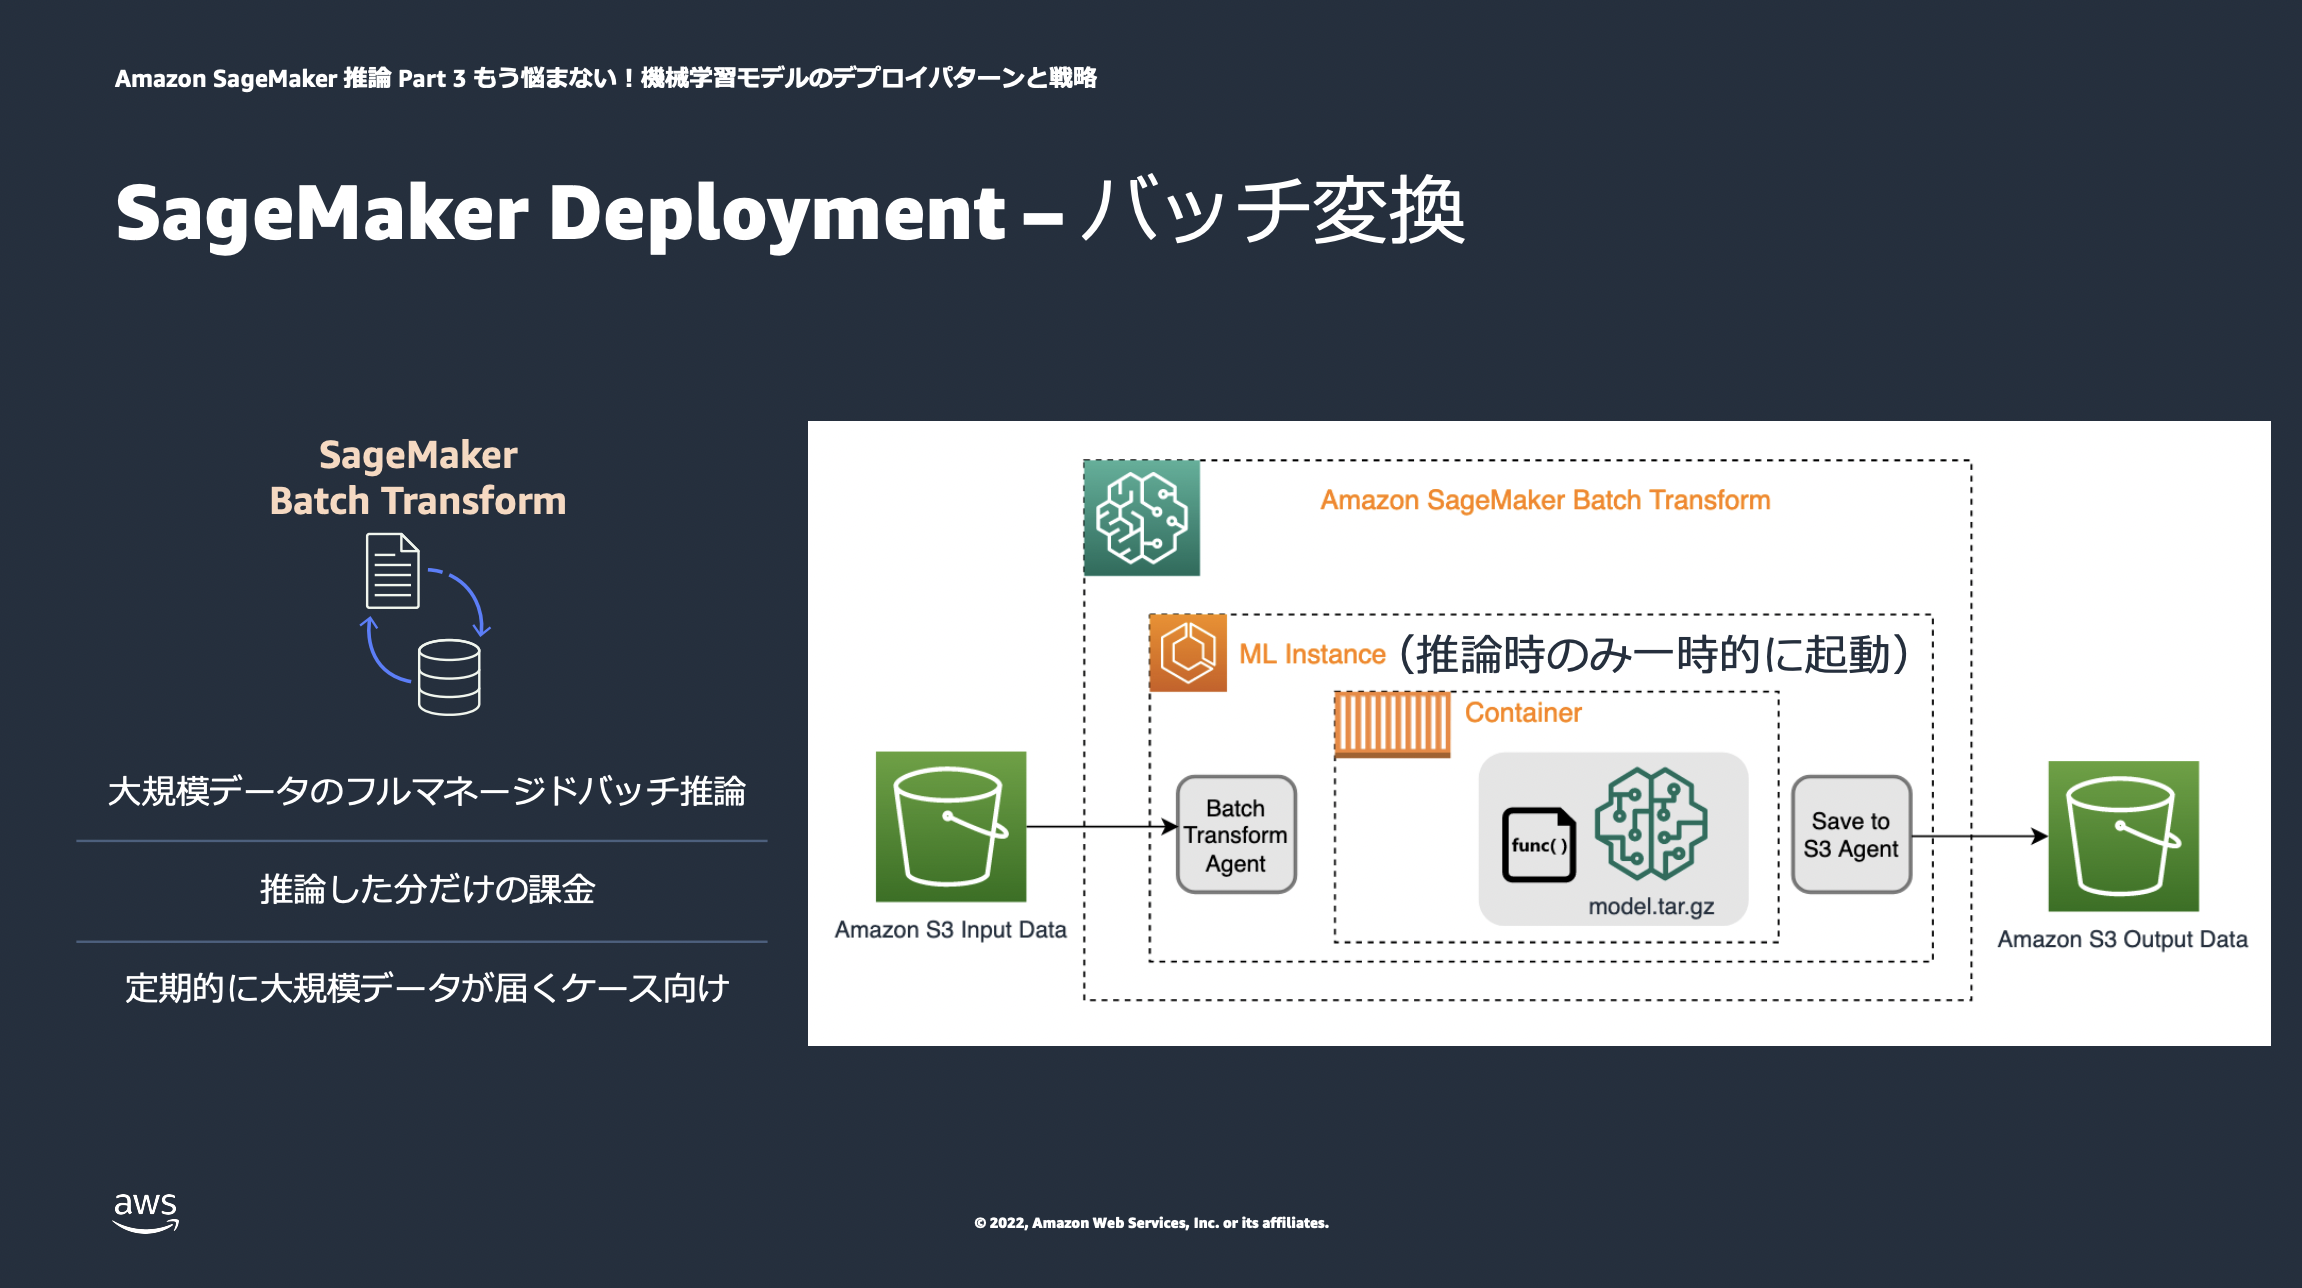 Amazon SageMaker 推論 Part 3 もう悩まない！機械学習モデルのデプロイパターンと戦略
SageMaker Deployment – バッチ変換
SageMaker
Batch Transform
大規模データのフルマネージドバッチ推論
推論した分だけの課金
定期的に大規模データが届くケース向け
Amazon SageMaker Batch Transform
ML Instance（推論時のみ一時的に起動）
Container
Batch
Transform
Agent
func()
model.tar.gz
Save to
S3 Agent
Amazon S3 Input Data
Amazon S3 Output Data
aws
© 2022, Amazon Web Services, Inc. or its affiliates.